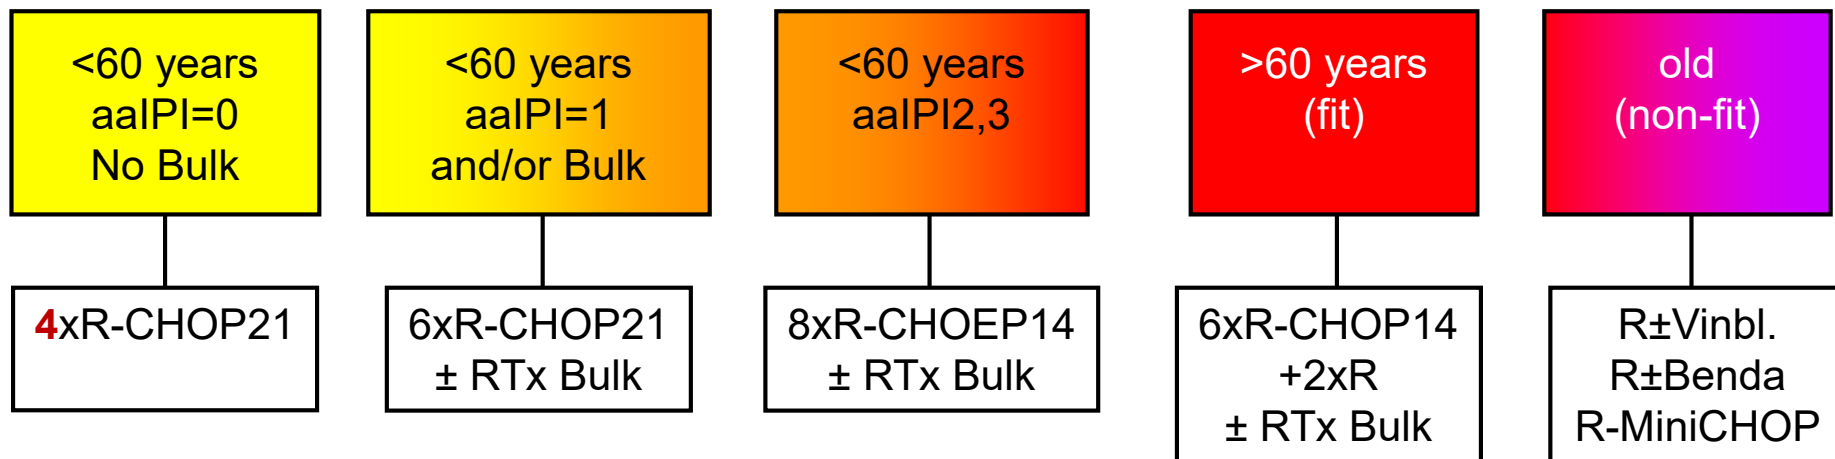 <60 years
aaIPI=0
No Bulk
<60 years
aaIPI=1
and/or Bulk
<60 years
aaIPI2,3
>60 years
(fit)
old
(non-fit)
4xR-CHOP21
6xR-CHOP21
± RTx Bulk
8xR-CHOEP14
± RTx Bulk
6xR-CHOP14
+2xR
± RTx Bulk
R±Vinbl.
R±Benda
R-MiniCHOP